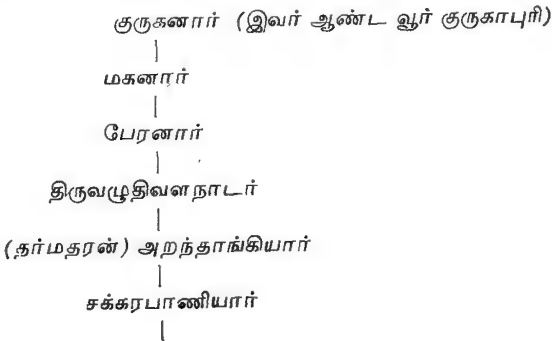 குருகனார் (இவர் ஆண்ட வூர் குருகாபுரி)
மகனார்
பேரனார்
திருவழுதிவளநாடர்
(தர்மதரன்) அறந்தாங்கியார்
சக்கரபாணியார்